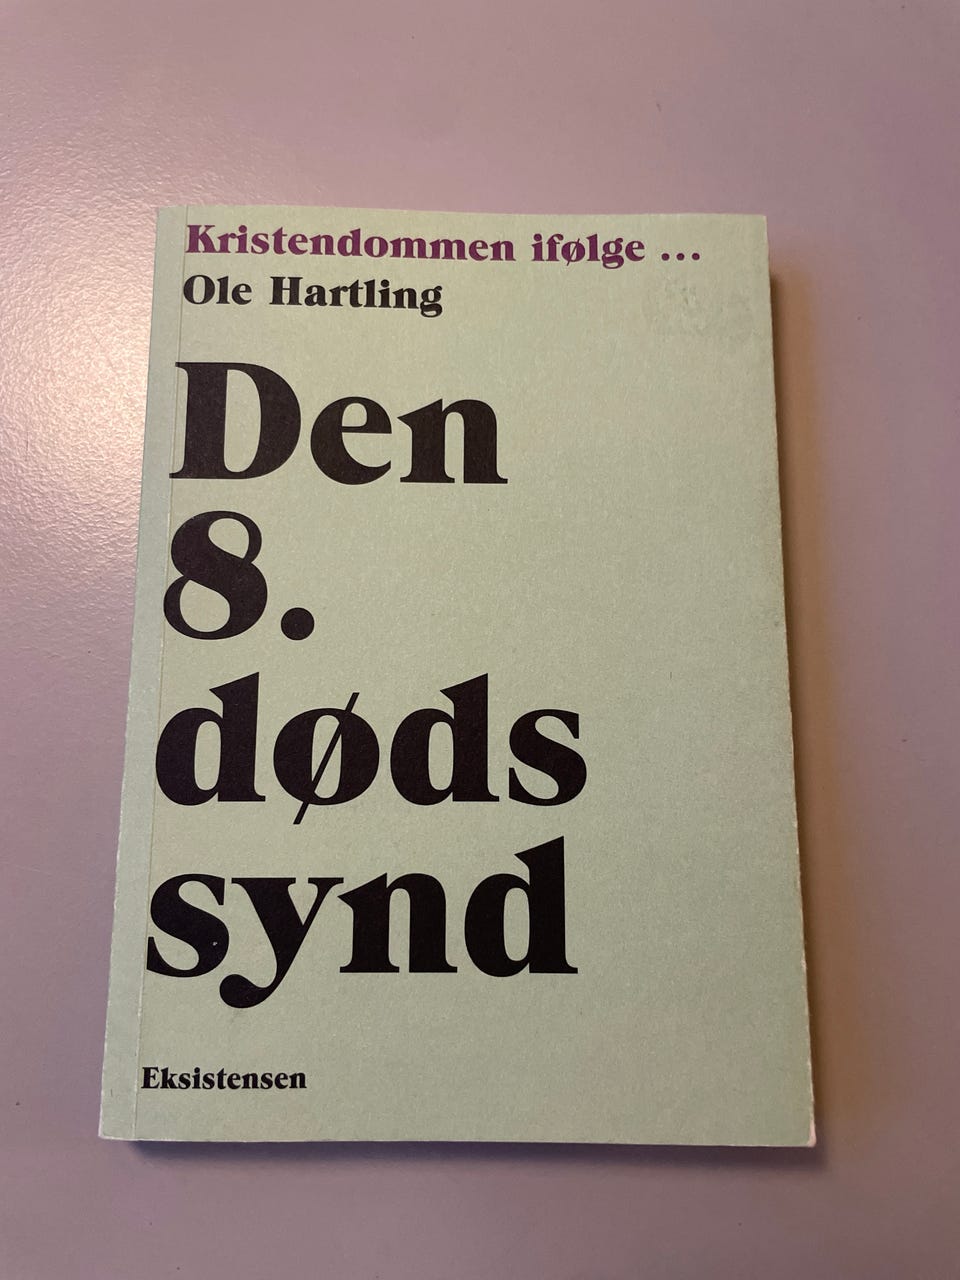 Kristendommen ifølge ...
Ole Hartling
Den
8.
døds
synd
Eksistensen